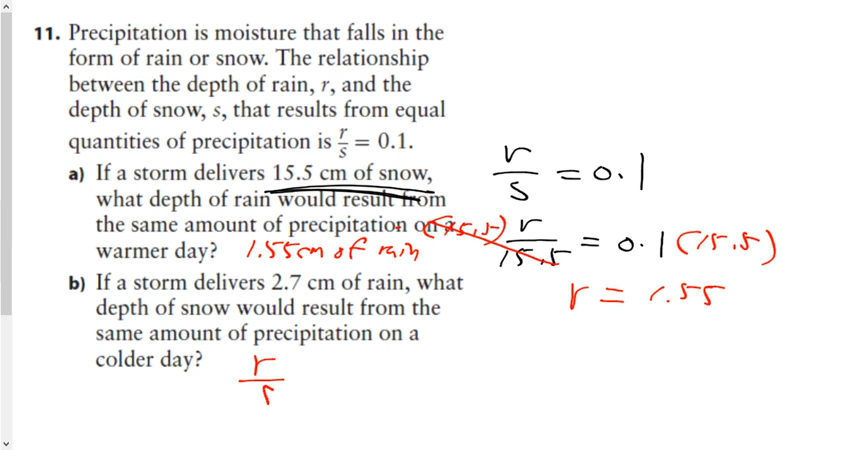 11. Precipitation is moisture that falls in the
form of rain or snow. The relationship
between the depth of rain, r, and the
depth of snow, s, that results from equal
quantities of precipitation is r/s = 0.1.
a) If a storm delivers 15.5 cm of snow,
what depth of rain would result from
the same amount of precipitation on a
warmer day? 1.55cm of rain
b) If a storm delivers 2.7 cm of rain, what
depth of snow would result from the
same amount of precipitation on a
colder day?
r/s
r/s = 0.1
(15.5) r/15.5 = 0.1 (15.5)
r = 1.55